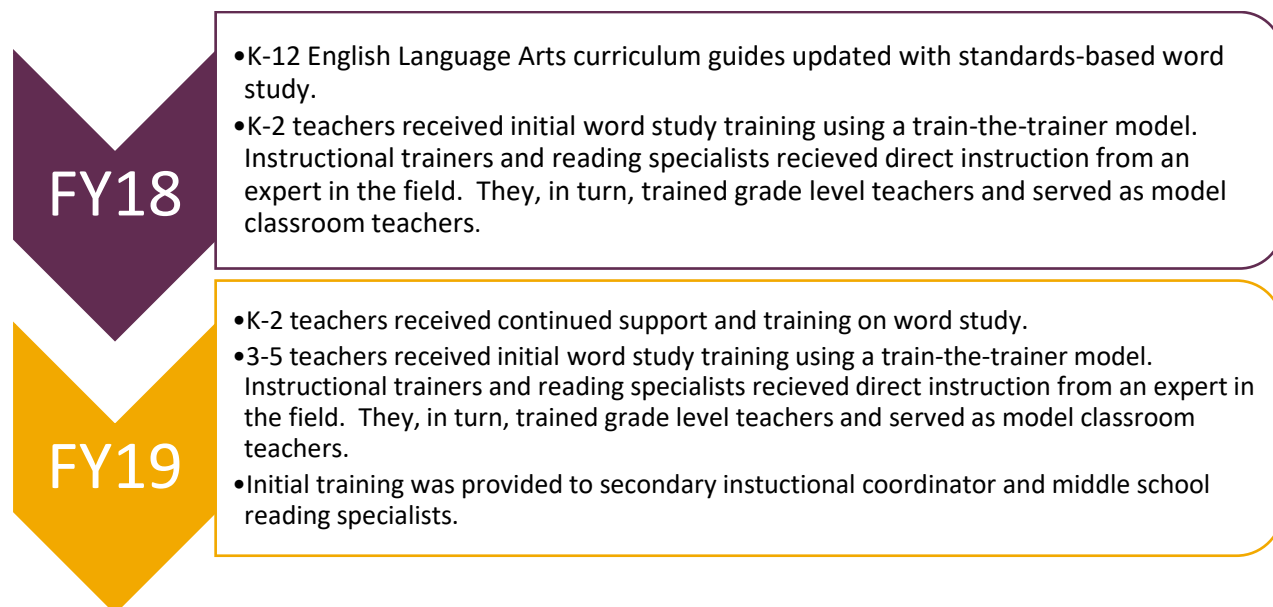 FY18
•K-12 English Language Arts curriculum guides updated with standards-based word
study.
•K-2 teachers received initial word study training using a train-the-trainer model.
Instructional trainers and reading specialists recieved direct instruction from an
expert in the field.  They, in turn, trained grade level teachers and served as model
classroom teachers.
FY19
•K-2 teachers received continued support and training on word study.
•3-5 teachers received initial word study training using a train-the-trainer model.
Instructional trainers and reading specialists recieved direct instruction from an expert in
the field.  They, in turn, trained grade level teachers and served as model classroom
teachers.
•Initial training was provided to secondary instuctional coordinator and middle school
reading specialists.